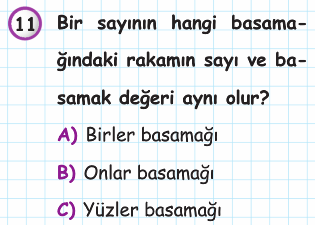 11 Bir sayının hangi basama-
ğındaki rakamın sayı ve ba-
samak değeri aynı olur?
A) Birler basamağı
B) Onlar basamağı
C) Yüzler basamağı